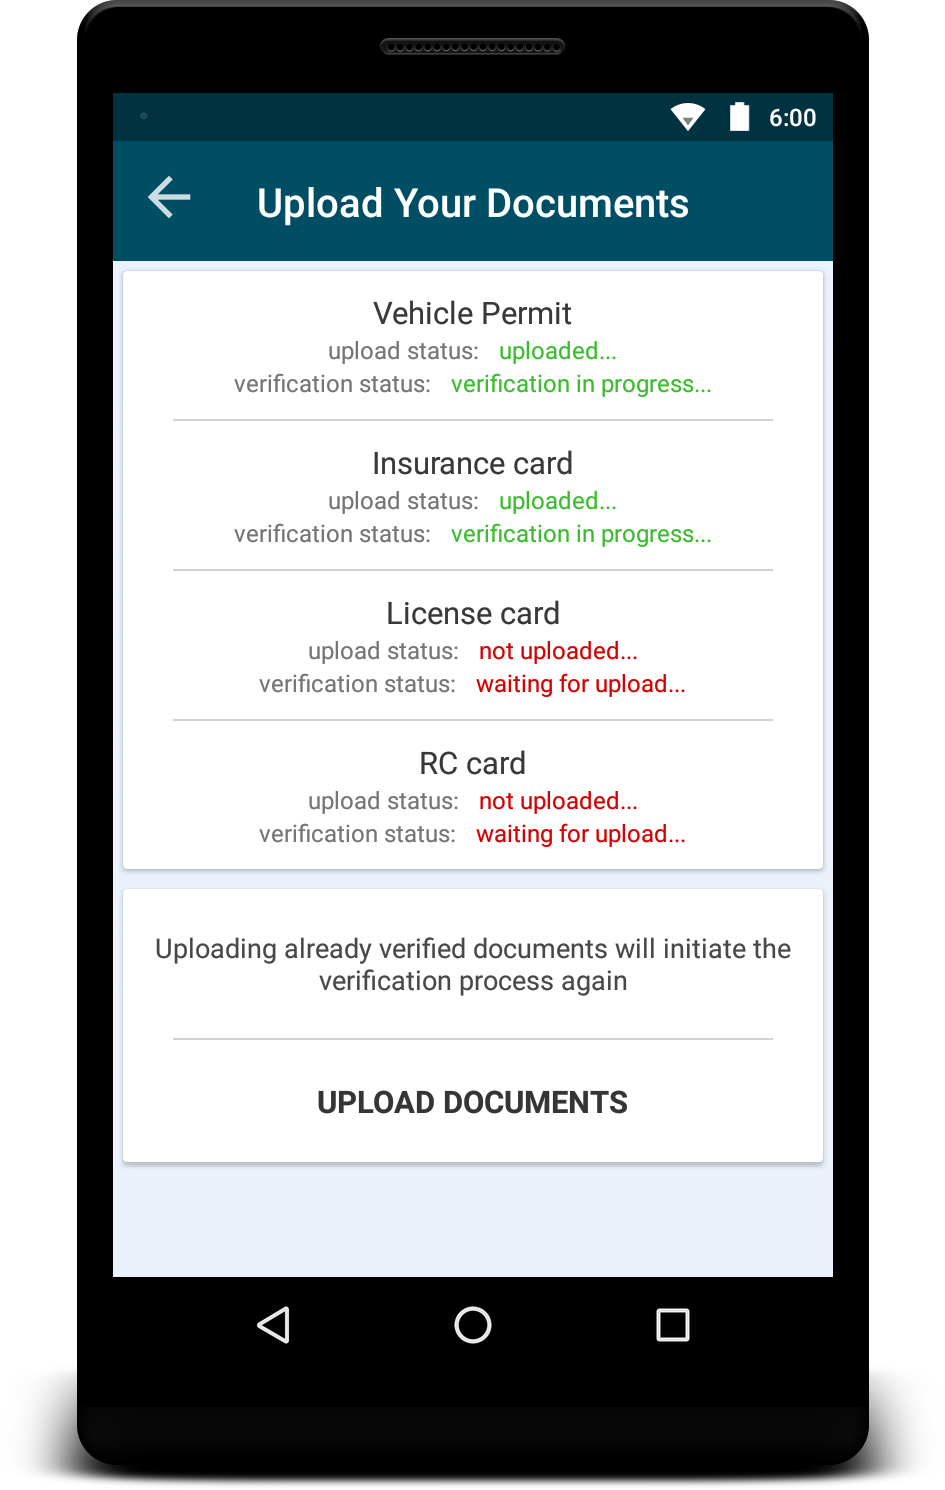 6:00
Upload Your Documents
Vehicle Permit
upload status: uploaded...
verification status: verification in progress...
Insurance card
upload status: uploaded...
verification status: verification in progress...
License card
upload status: not uploaded...
verification status: waiting for upload...
RC card
upload status: not uploaded...
verification status: waiting for upload...
Uploading already verified documents will initiate the
verification process again
UPLOAD DOCUMENTS